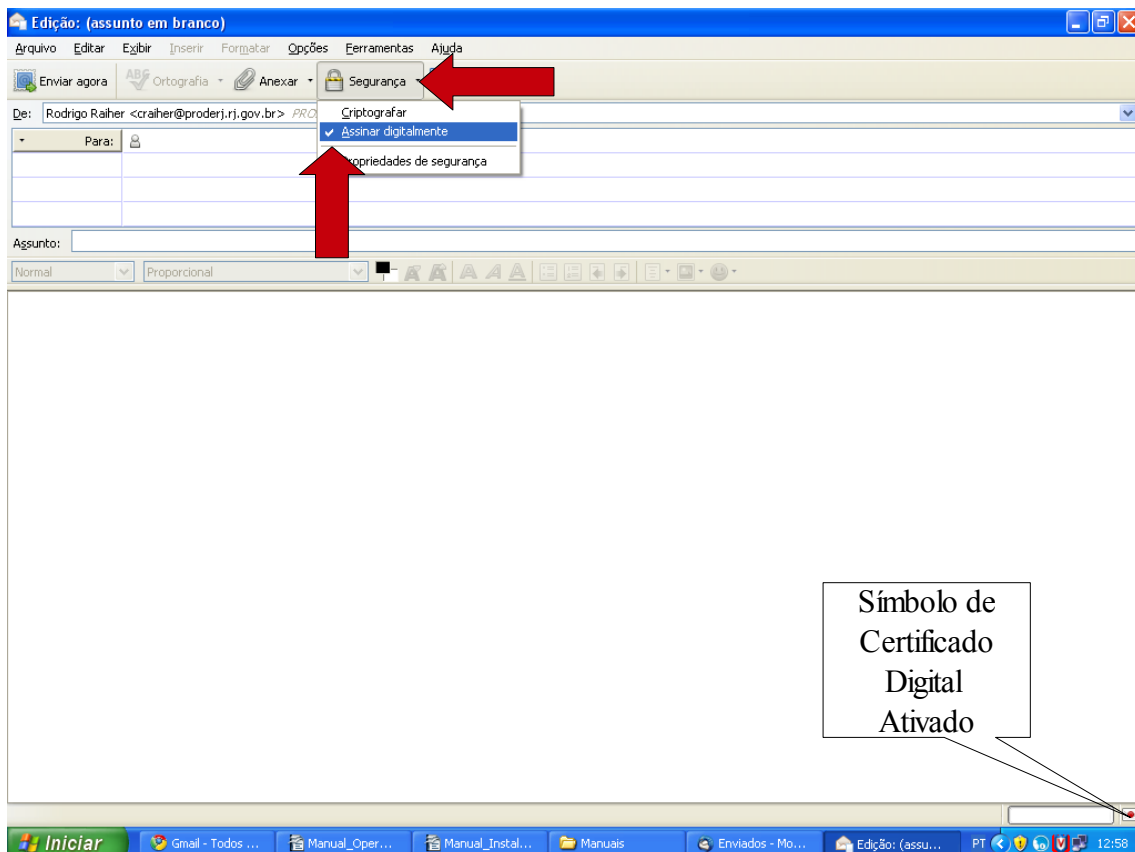 Edição: (assunto em branco)
Arquivo Editar Exibir Inserir Formatar Opções Ferramentas Ajuda
Enviar agora Ortografia Anexar Segurança
De: Rodrigo Raiher <craiher@proderj.rj.gov.br>
Criptografar
Assinar digitalmente
Para:
Propriedades de segurança
Assunto:
Normal Proporcional
Símbolo de
Certificado
Digital
Ativado
Iniciar Gmail - Todos ... Manual_Oper... Manual_Instal... Manuais Enviados - Mo... Edição: (assu... PT 12:58